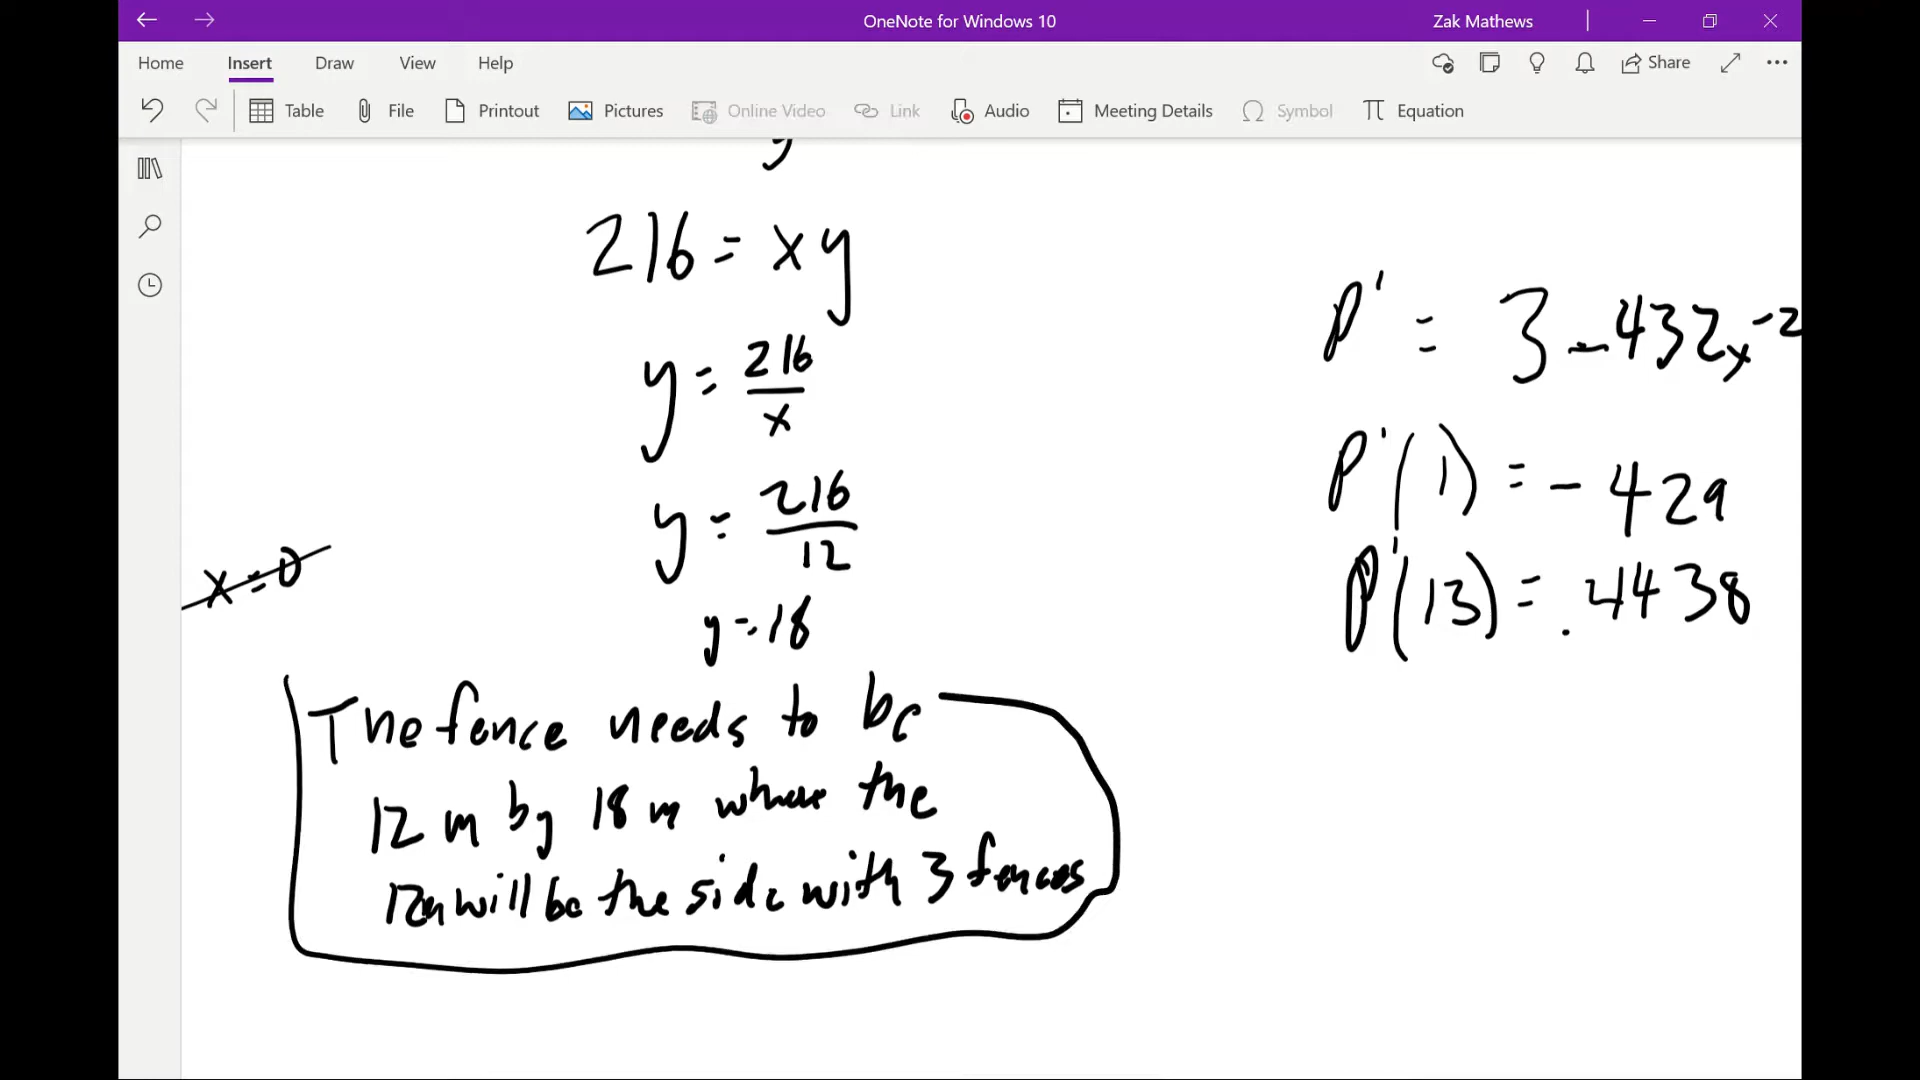 OneNote for Windows 10
Zak Mathews
Home Insert Draw View Help Share
Table File Printout Pictures Online Video Link Audio Meeting Details Symbol Equation
y
216 = xy
y = 216/x
y = 216/12
x = 0
y = 18
The fence needs to be
12 m by 18 m where the
12m will be the side with 3 fences
P' = 3 - 432x^-2
P'(1) = - 429
P'(13) = .4438